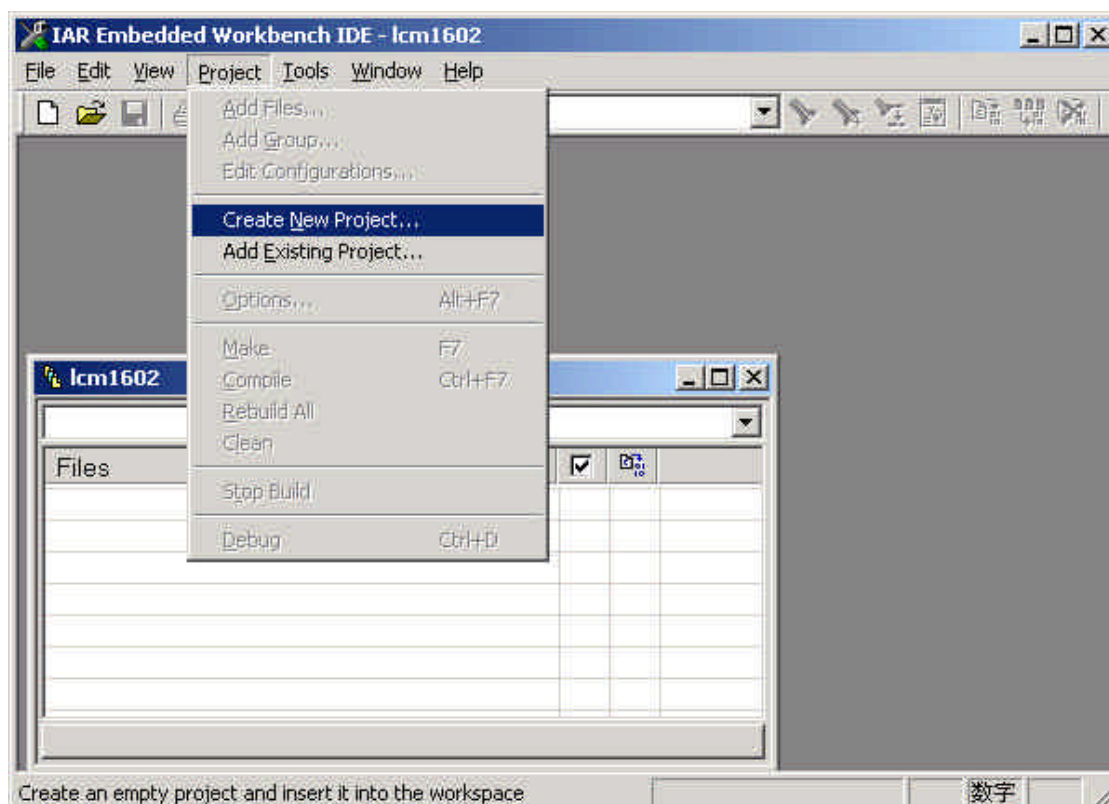 IAR Embedded Workbench IDE - lcm1602
File Edit View Project Tools Window Help
Add Files...
Add Group...
Edit Configurations...
Create New Project...
Add Existing Project...
Options... Alt+F7
Make F7
Compile Ctrl+F7
Rebuild All
Clean
Stop Build
Debug Ctrl+D
lcm1602
Files
Create an empty project and insert it into the workspace 数字